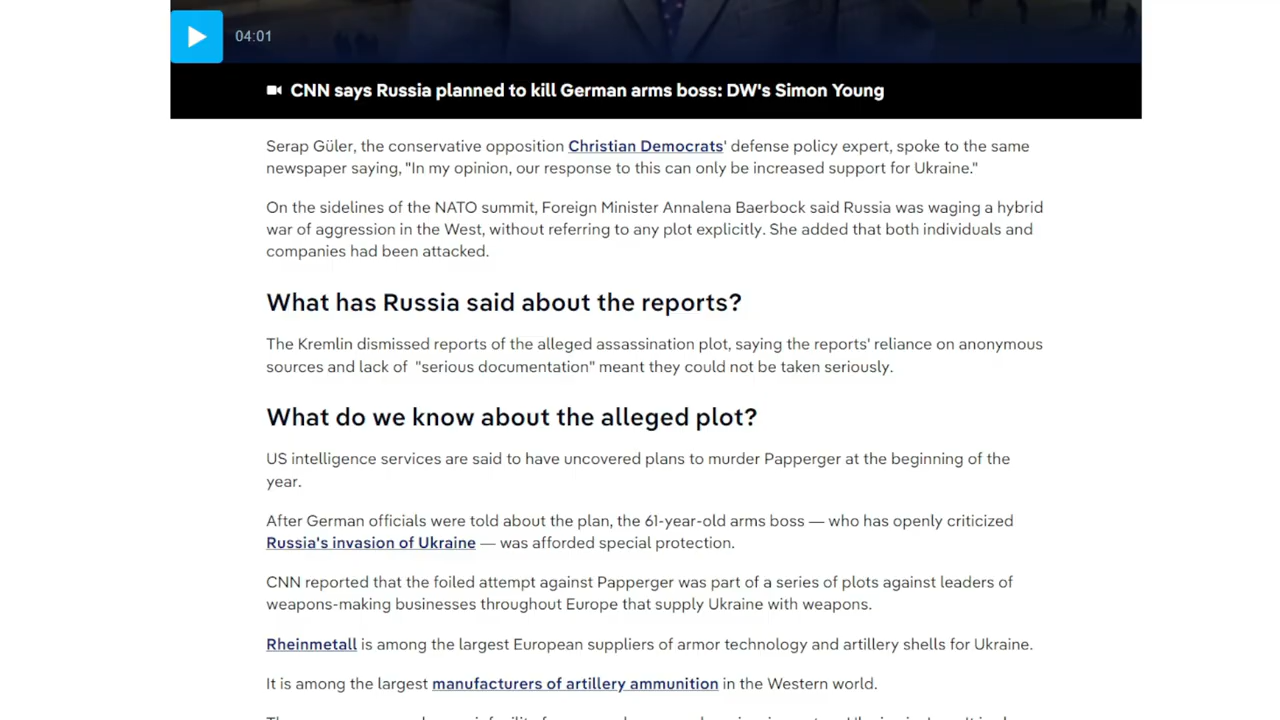 04:01
CNN says Russia planned to kill German arms boss: DW's Simon Young
Serap Güler, the conservative opposition Christian Democrats' defense policy expert, spoke to the same
newspaper saying, "In my opinion, our response to this can only be increased support for Ukraine."
On the sidelines of the NATO summit, Foreign Minister Annalena Baerbock said Russia was waging a hybrid
war of aggression in the West, without referring to any plot explicitly. She added that both individuals and
companies had been attacked.
What has Russia said about the reports?
The Kremlin dismissed reports of the alleged assassination plot, saying the reports' reliance on anonymous
sources and lack of "serious documentation" meant they could not be taken seriously.
What do we know about the alleged plot?
US intelligence services are said to have uncovered plans to murder Papperger at the beginning of the
year.
After German officials were told about the plan, the 61-year-old arms boss — who has openly criticized
Russia's invasion of Ukraine — was afforded special protection.
CNN reported that the foiled attempt against Papperger was part of a series of plots against leaders of
weapons-making businesses throughout Europe that supply Ukraine with weapons.
Rheinmetall is among the largest European suppliers of armor technology and artillery shells for Ukraine.
It is among the largest manufacturers of artillery ammunition in the Western world.